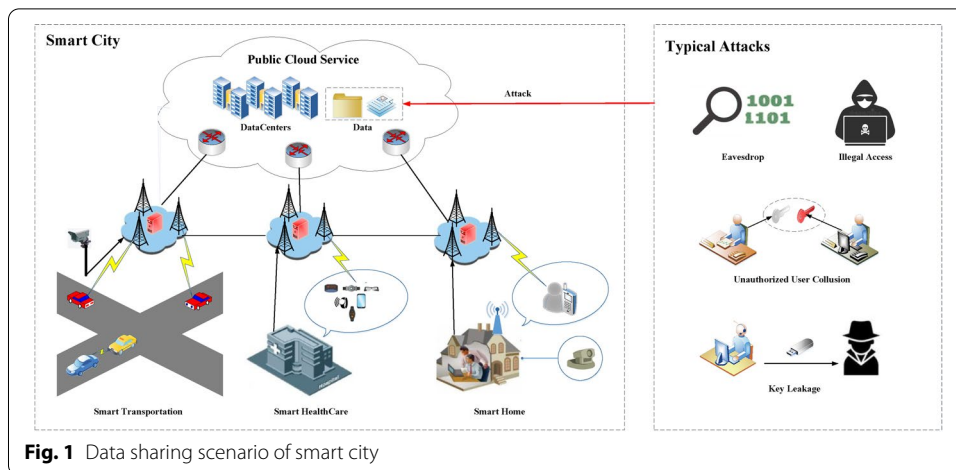 Smart City
Public Cloud Service
DataCenters
Data
Smart Transportation
Smart HealthCare
Smart Home
Attack
Typical Attacks
1001
1101
Eavesdrop
Illegal Access
Unauthorized User Collusion
Key Leakage
Fig. 1 Data sharing scenario of smart city